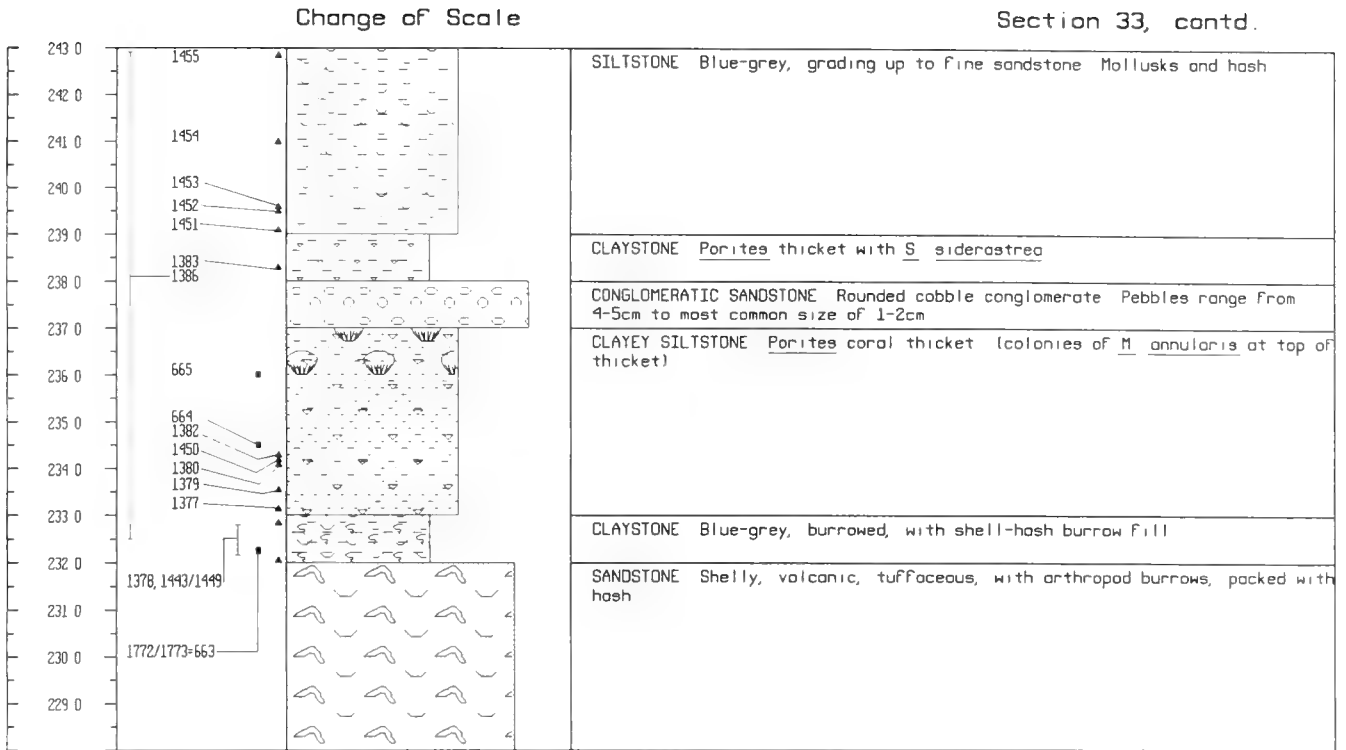 Change of Scale
Section 33, contd.
243 0
242 0
241 0
240 0
239 0
238 0
237 0
236 0
235 0
234 0
233 0
232 0
231 0
230 0
229 0
1455
1454
1453
1452
1451
1383
1386
665
664
1382
1450
1380
1379
1377
1378, 1443/1449
1772/1773=663
SILTSTONE Blue-grey, grading up to fine sandstone Mollusks and hash
CLAYSTONE Porites thicket with S siderastrea
CONGLOMERATIC SANDSTONE Rounded cobble conglomerate Pebbles range from
4-5cm to most common size of 1-2cm
CLAYEY SILTSTONE Porites coral thicket (colonies of M annularis at top of
thicket)
CLAYSTONE Blue-grey, burrowed, with shell-hash burrow fill
SANDSTONE Shelly, volcanic, tuffaceous, with arthropod burrows, packed with
hash